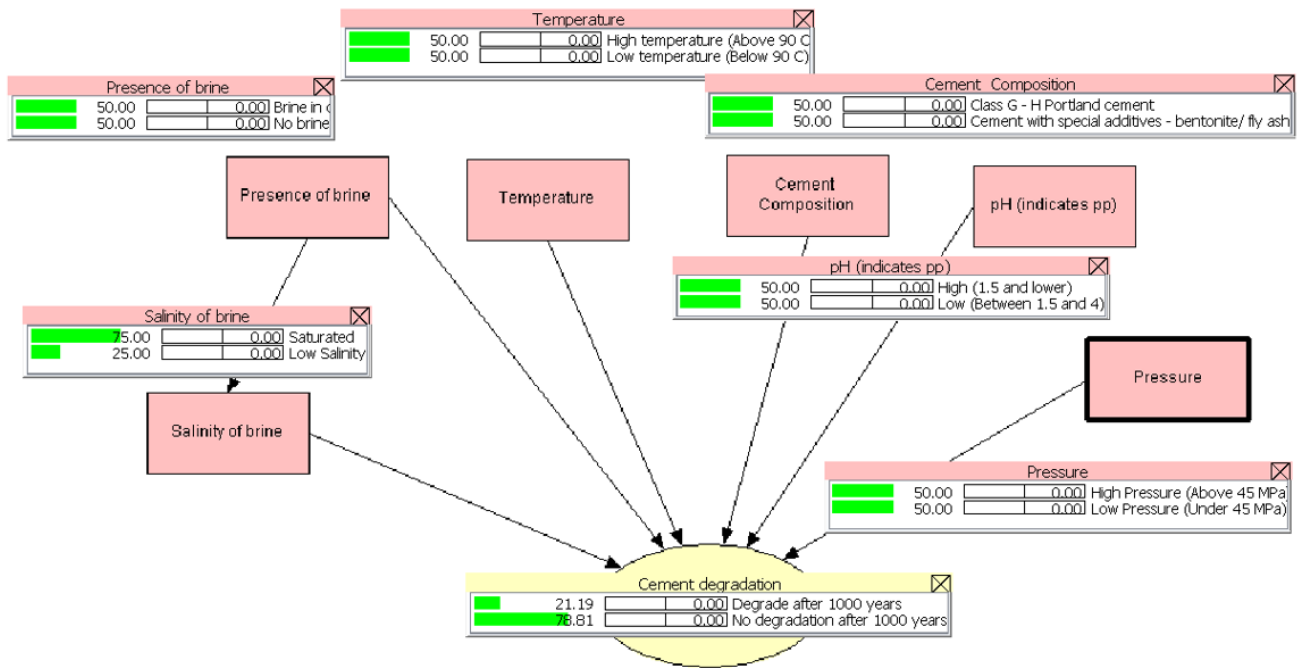 Temperature
50.00 0.00 High temperature (Above 90 C
50.00 0.00 Low temperature (Below 90 C)
Presence of brine
50.00 0.00 Brine in
50.00 0.00 No brine
Cement Composition
50.00 0.00 Class G - H Portland cement
50.00 0.00 Cement with special additives - bentonite/ fly ash
Presence of brine
Temperature
Cement
Composition
pH (indicates pp)
pH (indicates pp)
50.00 0.00 High (1.5 and lower)
50.00 0.00 Low (Between 1.5 and 4)
Salinity of brine
75.00 0.00 Saturated
25.00 0.00 Low Salinity
Pressure
Salinity of brine
Pressure
50.00 0.00 High Pressure (Above 45 MPa)
50.00 0.00 Low Pressure (Under 45 MPa)
Cement degradation
21.19 0.00 Degrade after 1000 years
78.81 0.00 No degradation after 1000 years